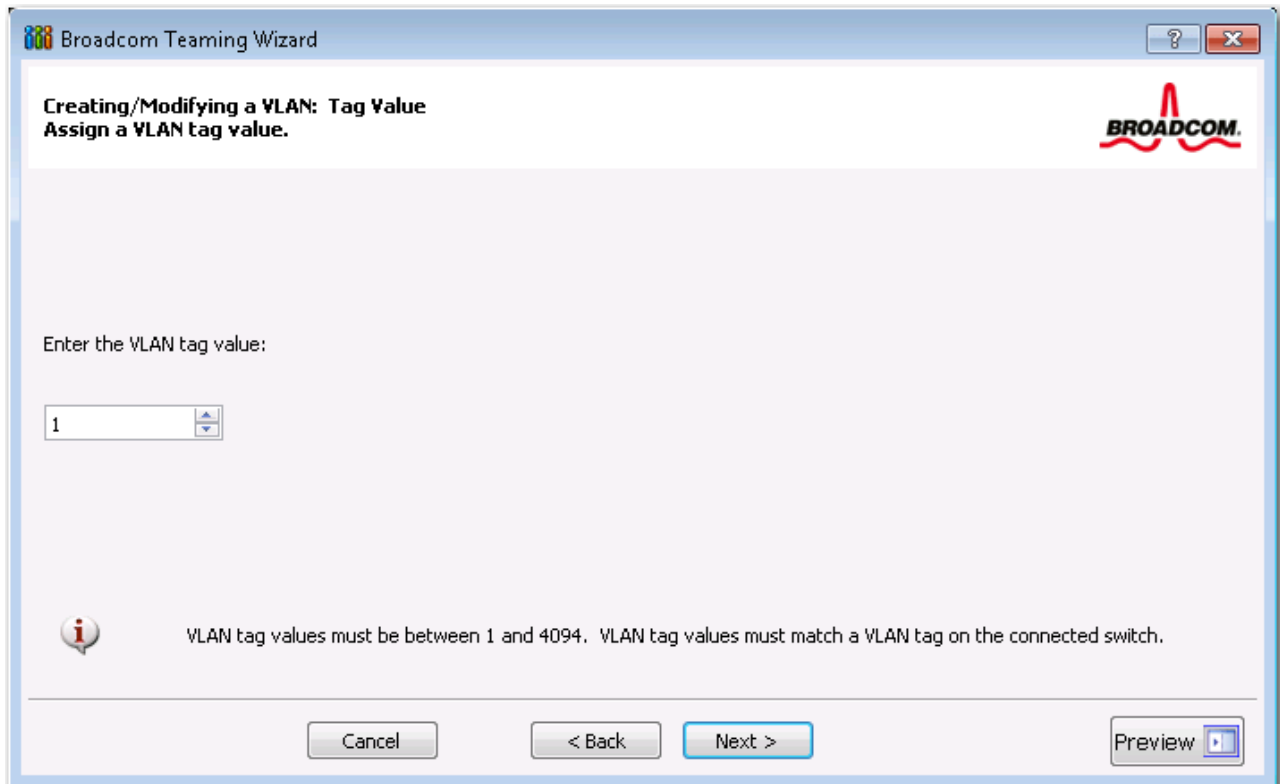 Broadcom Teaming Wizard
?
Creating/Modifying a VLAN: Tag Value
Assign a VLAN tag value.
BROADCOM.
Enter the VLAN tag value:
1
VLAN tag values must be between 1 and 4094. VLAN tag values must match a VLAN tag on the connected switch.
Cancel
< Back
Next >
Preview